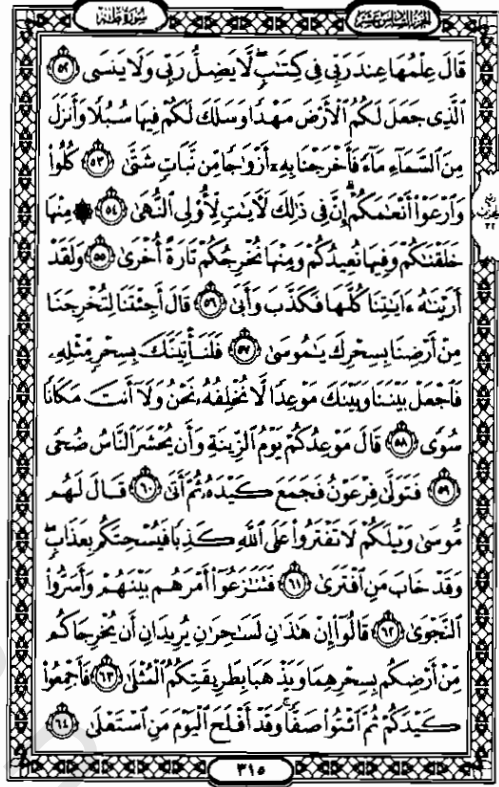 سُورَةُ طه
الجزء السادس عشر
قَالَ عِلْمُهَا عِندَ رَبِّى فِى كِتَٰبٍ ۖ لَّا يَضِلُّ رَبِّى وَلَا يَنسَى ٥٢
ٱلَّذِى جَعَلَ لَكُمُ ٱلْأَرْضَ مَهْدًا وَسَلَكَ لَكُمْ فِيهَا سُبُلًا وَأَنزَلَ
مِنَ ٱلسَّمَآءِ مَآءً فَأَخْرَجْنَا بِهِۦٓ أَزْوَٰجًا مِّن نَّبَاتٍ شَتَّىٰ ٥٣ كُلُوا۟
وَٱرْعَوْا۟ أَنْعَٰمَكُمْ ۗ إِنَّ فِى ذَٰلِكَ لَءَايَٰتٍ لِّأُو۟لِى ٱلنُّهَىٰ ٥٤ ۞ مِنْهَا
خَلَقْنَٰكُمْ وَفِيهَا نُعِيدُكُمْ وَمِنْهَا نُخْرِجُكُمْ تَارَةً أُخْرَىٰ ٥٥ وَلَقَدْ
أَرَيْنَٰهُ ءَايَٰتِنَا كُلَّهَا فَكَذَّبَ وَأَبَىٰ ٥٦ قَالَ أَجِئْتَنَا لِتُخْرِجَنَا
مِنْ أَرْضِنَا بِسِحْرِكَ يَٰمُوسَىٰ ٥٧ فَلَنَأْتِيَنَّكَ بِسِحْرٍ مِّثْلِهِۦ
فَٱجْعَلْ بَيْنَنَا وَبَيْنَكَ مَوْعِدًا لَّا نُخْلِفُهُۥ نَحْنُ وَلَآ أَنتَ مَكَانًا
سُوًى ٥٨ قَالَ مَوْعِدُكُمْ يَوْمُ ٱلزِّينَةِ وَأَن يُحْشَرَ ٱلنَّاسُ ضُحًى
٥٩ فَتَوَلَّىٰ فِرْعَوْنُ فَجَمَعَ كَيْدَهُۥ ثُمَّ أَتَىٰ ٦٠ قَالَ لَهُم
مُّوسَىٰ وَيْلَكُمْ لَا تَفْتَرُوا۟ عَلَى ٱللَّهِ كَذِبًا فَيُسْحِتَكُم بِعَذَابٍ ۖ
وَقَدْ خَابَ مَنِ ٱفْتَرَىٰ ٦١ فَتَنَٰزَعُوٓا۟ أَمْرَهُم بَيْنَهُمْ وَأَسَرُّوا۟
ٱلنَّجْوَىٰ ٦٢ قَالُوٓا۟ إِنْ هَٰذَٰنِ لَسَٰحِرَٰنِ يُرِيدَانِ أَن يُخْرِجَاكُم
مِّنْ أَرْضِكُم بِسِحْرِهِمَا وَيَذْهَبَا بِطَرِيقَتِكُمُ ٱلْمُثْلَىٰ ٦٣ فَأَجْمِعُوا۟
كَيْدَكُمْ ثُمَّ ٱئْتُوا۟ صَفًّا ۚ وَقَدْ أَفْلَحَ ٱلْيَوْمَ مَنِ ٱسْتَعْلَىٰ ٦٤
٣١٥